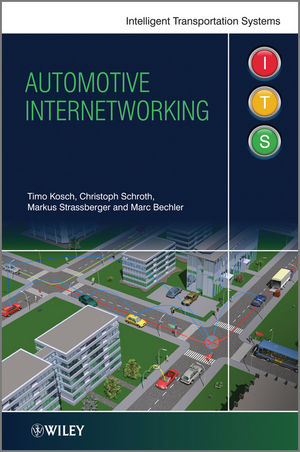 Intelligent Transportation Systems
AUTOMOTIVE
INTERNETWORKING
I
T
S
Timo Kosch, Christoph Schroth,
Markus Strassberger and Marc Bechler
WILEY